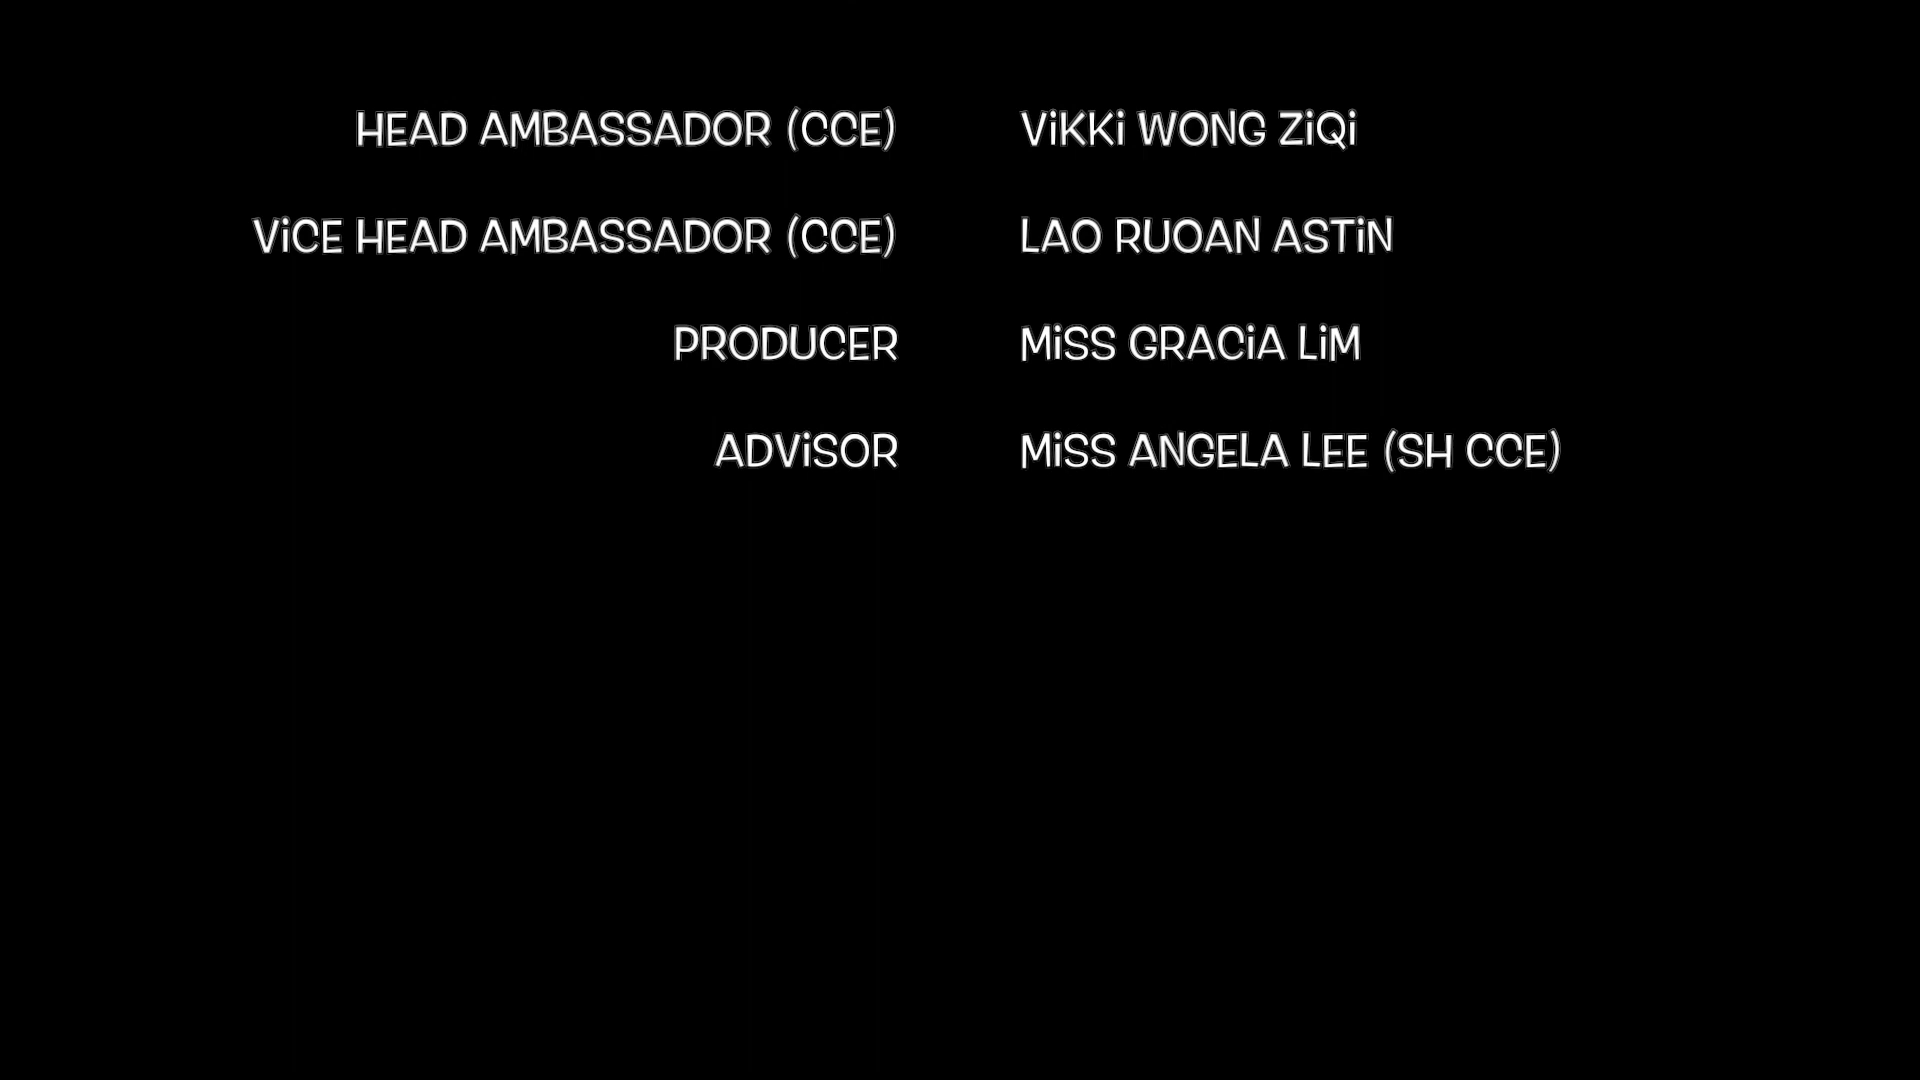 HEAD AMBASSADOR (CCE) ViKKi WONG ZiQi
ViCE HEAD AMBASSADOR (CCE) LAO RUOAN ASTiN
PRODUCER MiSS GRACiA LiM
ADViSOR MiSS ANGELA LEE (SH CCE)